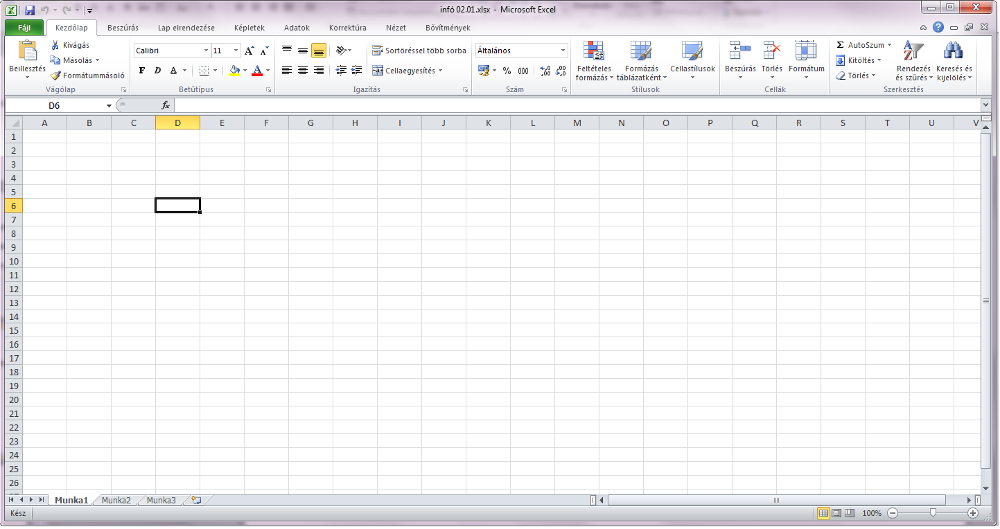 infó 02.01.xlsx - Microsoft Excel
Fájl Kezdőlap Beszúrás Lap elrendezése Képletek Adatok Korrektúra Nézet Bővítmények
Beillesztés
Kivágás
Másolás
Formátummásoló
Vágólap
Calibri 11
F D A A
Betűtípus
Sortöréssel több sorba
Cellaegyesítés
Igazítás
Általános
% 000
Szám
Feltételes
formázás
Formázás
táblázatként
Cellastílusok
Stílusok
Beszúrás Törlés Formátum
Cellák
Σ AutoSzum
Kitöltés
Törlés
Rendezés
és szűrés
Keresés és
kijelölés
Szerkesztés
D6 fx
A B C D E F G H I J K L M N O P Q R S T U V
1
2
3
4
5
6
7
8
9
10
11
12
13
14
15
16
17
18
19
20
21
22
23
24
25
26
Munka1 Munka2 Munka3
Kész 100%